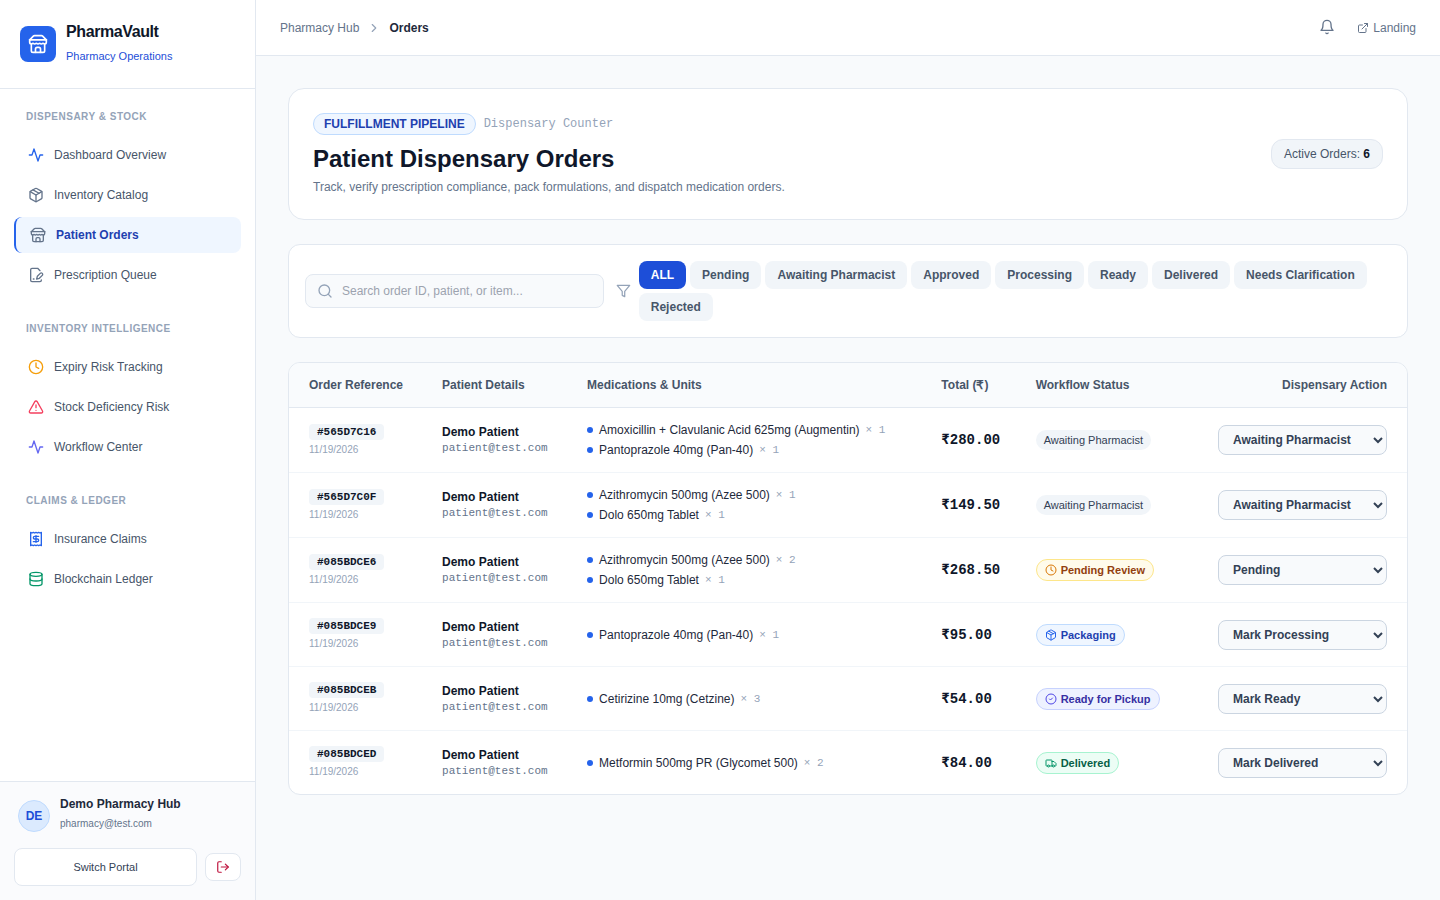 PharmaVault
Pharmacy Operations
DISPENSARY & STOCK
Dashboard Overview
Inventory Catalog
Patient Orders
Prescription Queue
INVENTORY INTELLIGENCE
Expiry Risk Tracking
Stock Deficiency Risk
Workflow Center
CLAIMS & LEDGER
Insurance Claims
Blockchain Ledger
DE
Demo Pharmacy Hub
pharmacy@test.com
Switch Portal
Pharmacy Hub > Orders
Landing
FULFILLMENT PIPELINE Dispensary Counter
Patient Dispensary Orders
Track, verify prescription compliance, pack formulations, and dispatch medication orders.
Active Orders: 6
Search order ID, patient, or item...
ALL Pending Awaiting Pharmacist Approved Processing Ready Delivered Needs Clarification
Rejected
Order Reference Patient Details Medications & Units Total (₹) Workflow Status Dispensary Action
#565D7C16
11/19/2026
Demo Patient
patient@test.com
Amoxicillin + Clavulanic Acid 625mg (Augmentin) × 1
Pantoprazole 40mg (Pan-40) × 1
₹280.00
Awaiting Pharmacist
Awaiting Pharmacist
#565D7C0F
11/19/2026
Demo Patient
patient@test.com
Azithromycin 500mg (Azee 500) × 1
Dolo 650mg Tablet × 1
₹149.50
Awaiting Pharmacist
Awaiting Pharmacist
#085BDCE6
11/19/2026
Demo Patient
patient@test.com
Azithromycin 500mg (Azee 500) × 2
Dolo 650mg Tablet × 1
₹268.50
Pending Review
Pending
#085BDCE9
11/19/2026
Demo Patient
patient@test.com
Pantoprazole 40mg (Pan-40) × 1
₹95.00
Packaging
Mark Processing
#085BDCEB
11/19/2026
Demo Patient
patient@test.com
Cetirizine 10mg (Cetzine) × 3
₹54.00
Ready for Pickup
Mark Ready
#085BDCED
11/19/2026
Demo Patient
patient@test.com
Metformin 500mg PR (Glycomet 500) × 2
₹84.00
Delivered
Mark Delivered